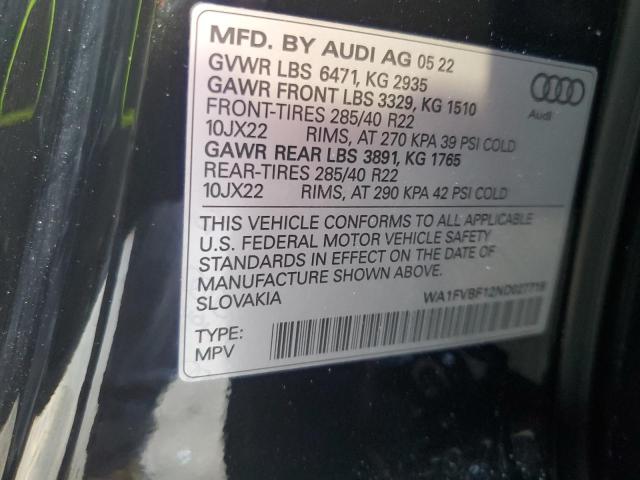 MFD. BY AUDI AG 05 22
GVWR LBS 6471, KG 2935
GAWR FRONT LBS 3329, KG 1510
FRONT-TIRES 285/40 R22
10JX22 RIMS, AT 270 KPA 39 PSI COLD
GAWR REAR LBS 3891, KG 1765
REAR-TIRES 285/40 R22
10JX22 RIMS, AT 290 KPA 42 PSI COLD
Audi
THIS VEHICLE CONFORMS TO ALL APPLICABLE
U.S. FEDERAL MOTOR VEHICLE SAFETY
STANDARDS IN EFFECT ON THE DATE OF
MANUFACTURE SHOWN ABOVE.
SLOVAKIA
TYPE:
MPV